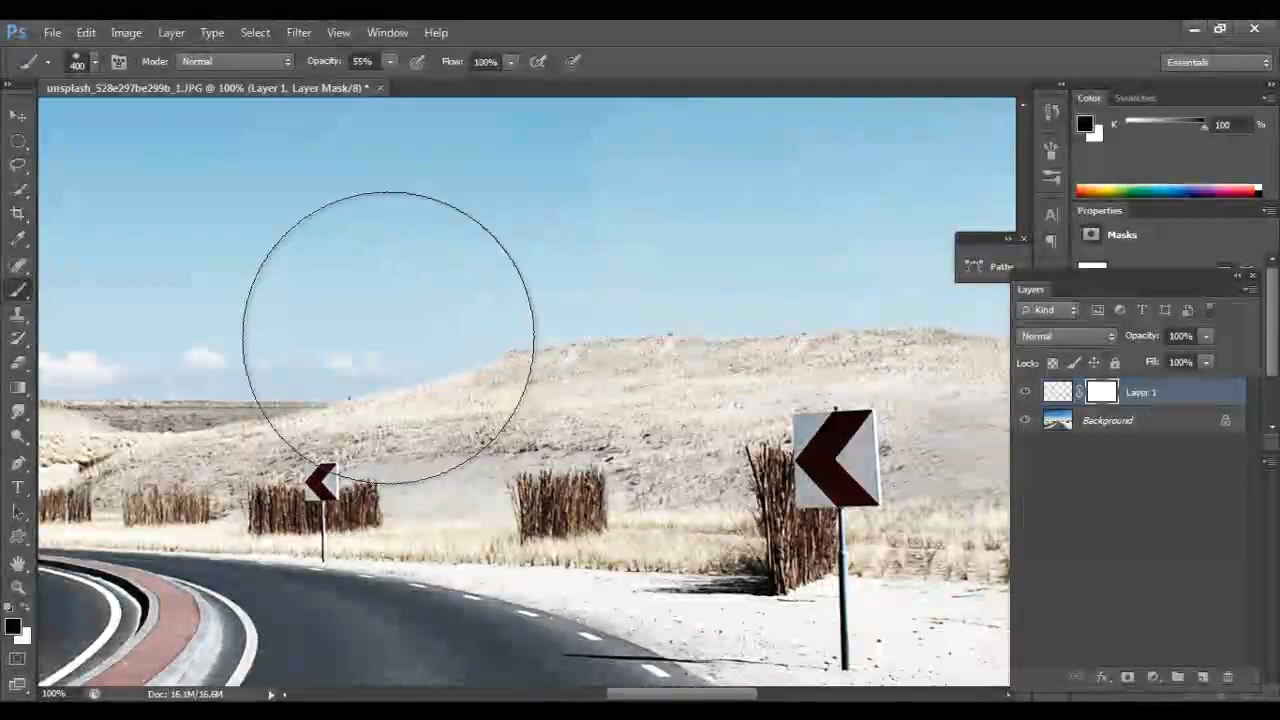 Ps File Edit Image Layer Type Select Filter View Window Help
400 Mode: Normal Opacity: 55% Flow: 100% Essentials
unsplash_528e297be299b_1.JPG @ 100% (Layer 1, Layer Mask/8) *
Color Swatches
K 100 %
Properties
Masks
Paths
Layers
Kind
Normal Opacity: 100%
Lock: Fill: 100%
Layer 1
Background
100% Doc: 16.1M/16.6M